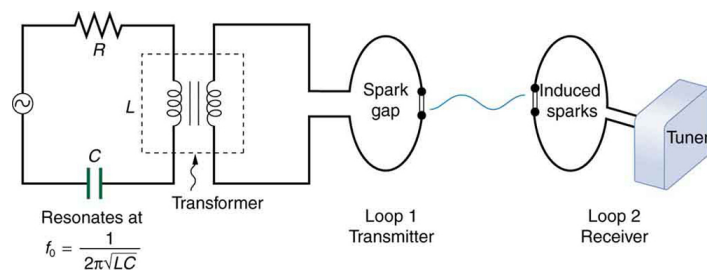 R
L
C
Transformer
Resonates at
f₀ = 1 / 2π√LC
Spark
gap
Loop 1
Transmitter
Induced
sparks
Tuner
Loop 2
Receiver